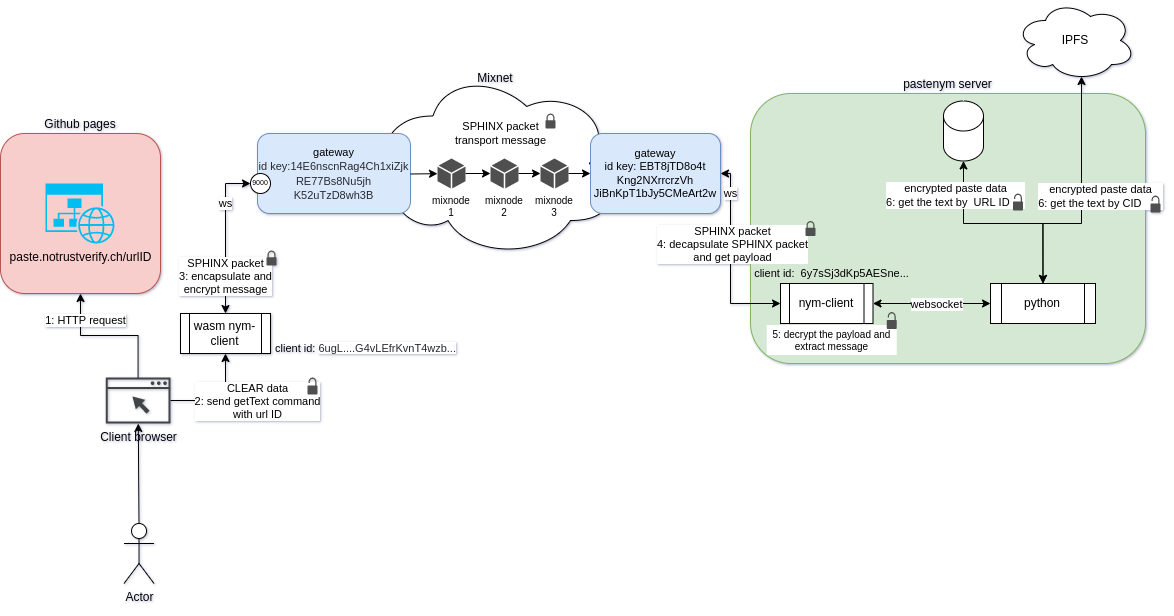 IPFS
Mixnet
pastenym server
Github pages
SPHINX packet
transport message
gateway
id key:14E6nscnRag4Ch1xiZjk
RE77Bs8Nu5jh
K52uTzD8wh3B
9000
mixnode
1
mixnode
2
mixnode
3
gateway
id key: EBT8jTD8o4t
Kng2NXrrcrzVh
JiBnKpT1bJy5CMeArt2w
ws
ws
encrypted paste data
6: get the text by URL ID
encrypted paste data
6: get the text by CID
paste.notrustverify.ch/urlID
SPHINX packet
3: encapsulate and
encrypt message
SPHINX packet
4: decapsulate SPHINX packet
and get payload
client id: 6y7sSj3dKp5AESne...
nym-client
websocket
python
5: decrypt the payload and
extract message
1: HTTP request
wasm nym-
client
client id: 6ugL....G4vLEfrKvnT4wzb...
CLEAR data
2: send getText command
with url ID
Client browser
Actor